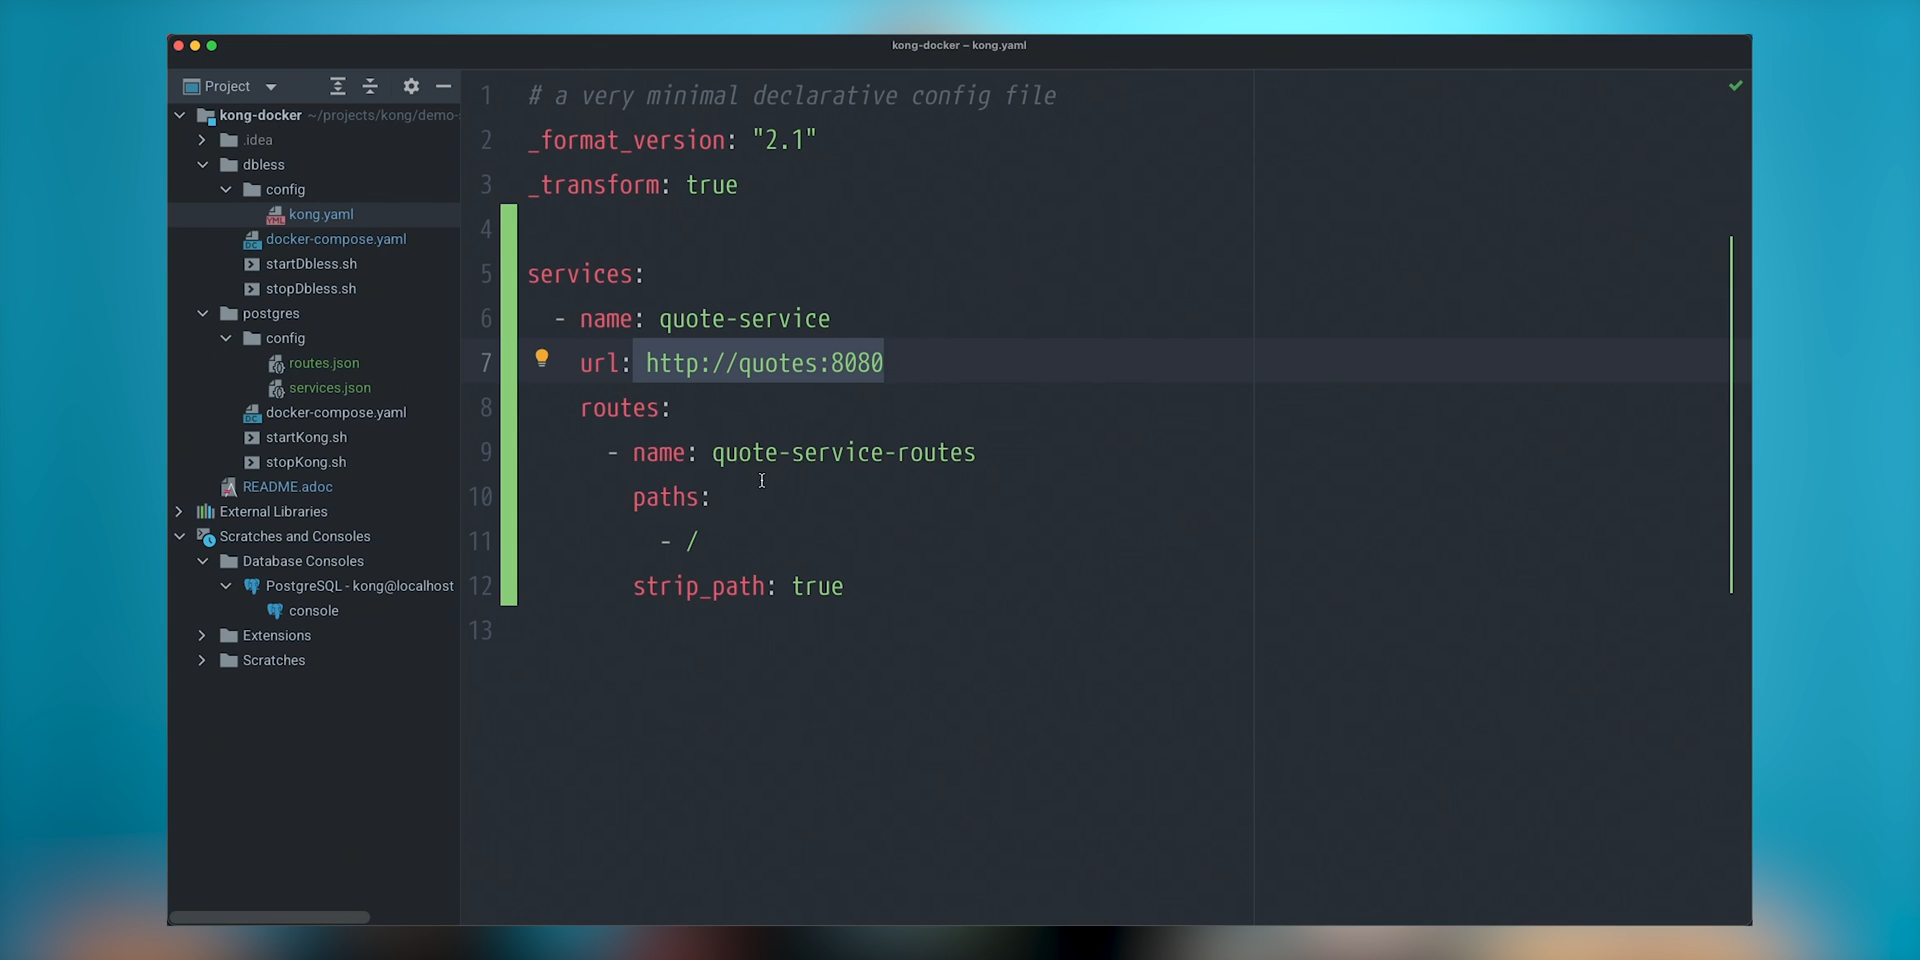 kong-docker – kong.yaml
Project
kong-docker ~/projects/kong/demo-
.idea
dbless
config
kong.yaml
docker-compose.yaml
startDbless.sh
stopDbless.sh
postgres
config
routes.json
services.json
docker-compose.yaml
startKong.sh
stopKong.sh
README.adoc
External Libraries
Scratches and Consoles
Database Consoles
PostgreSQL - kong@localhost
console
Extensions
Scratches
1 # a very minimal declarative config file
2 _format_version: "2.1"
3 _transform: true
4
5 services:
6 - name: quote-service
7 url: http://quotes:8080
8 routes:
9 - name: quote-service-routes
10 paths:
11 - /
12 strip_path: true
13